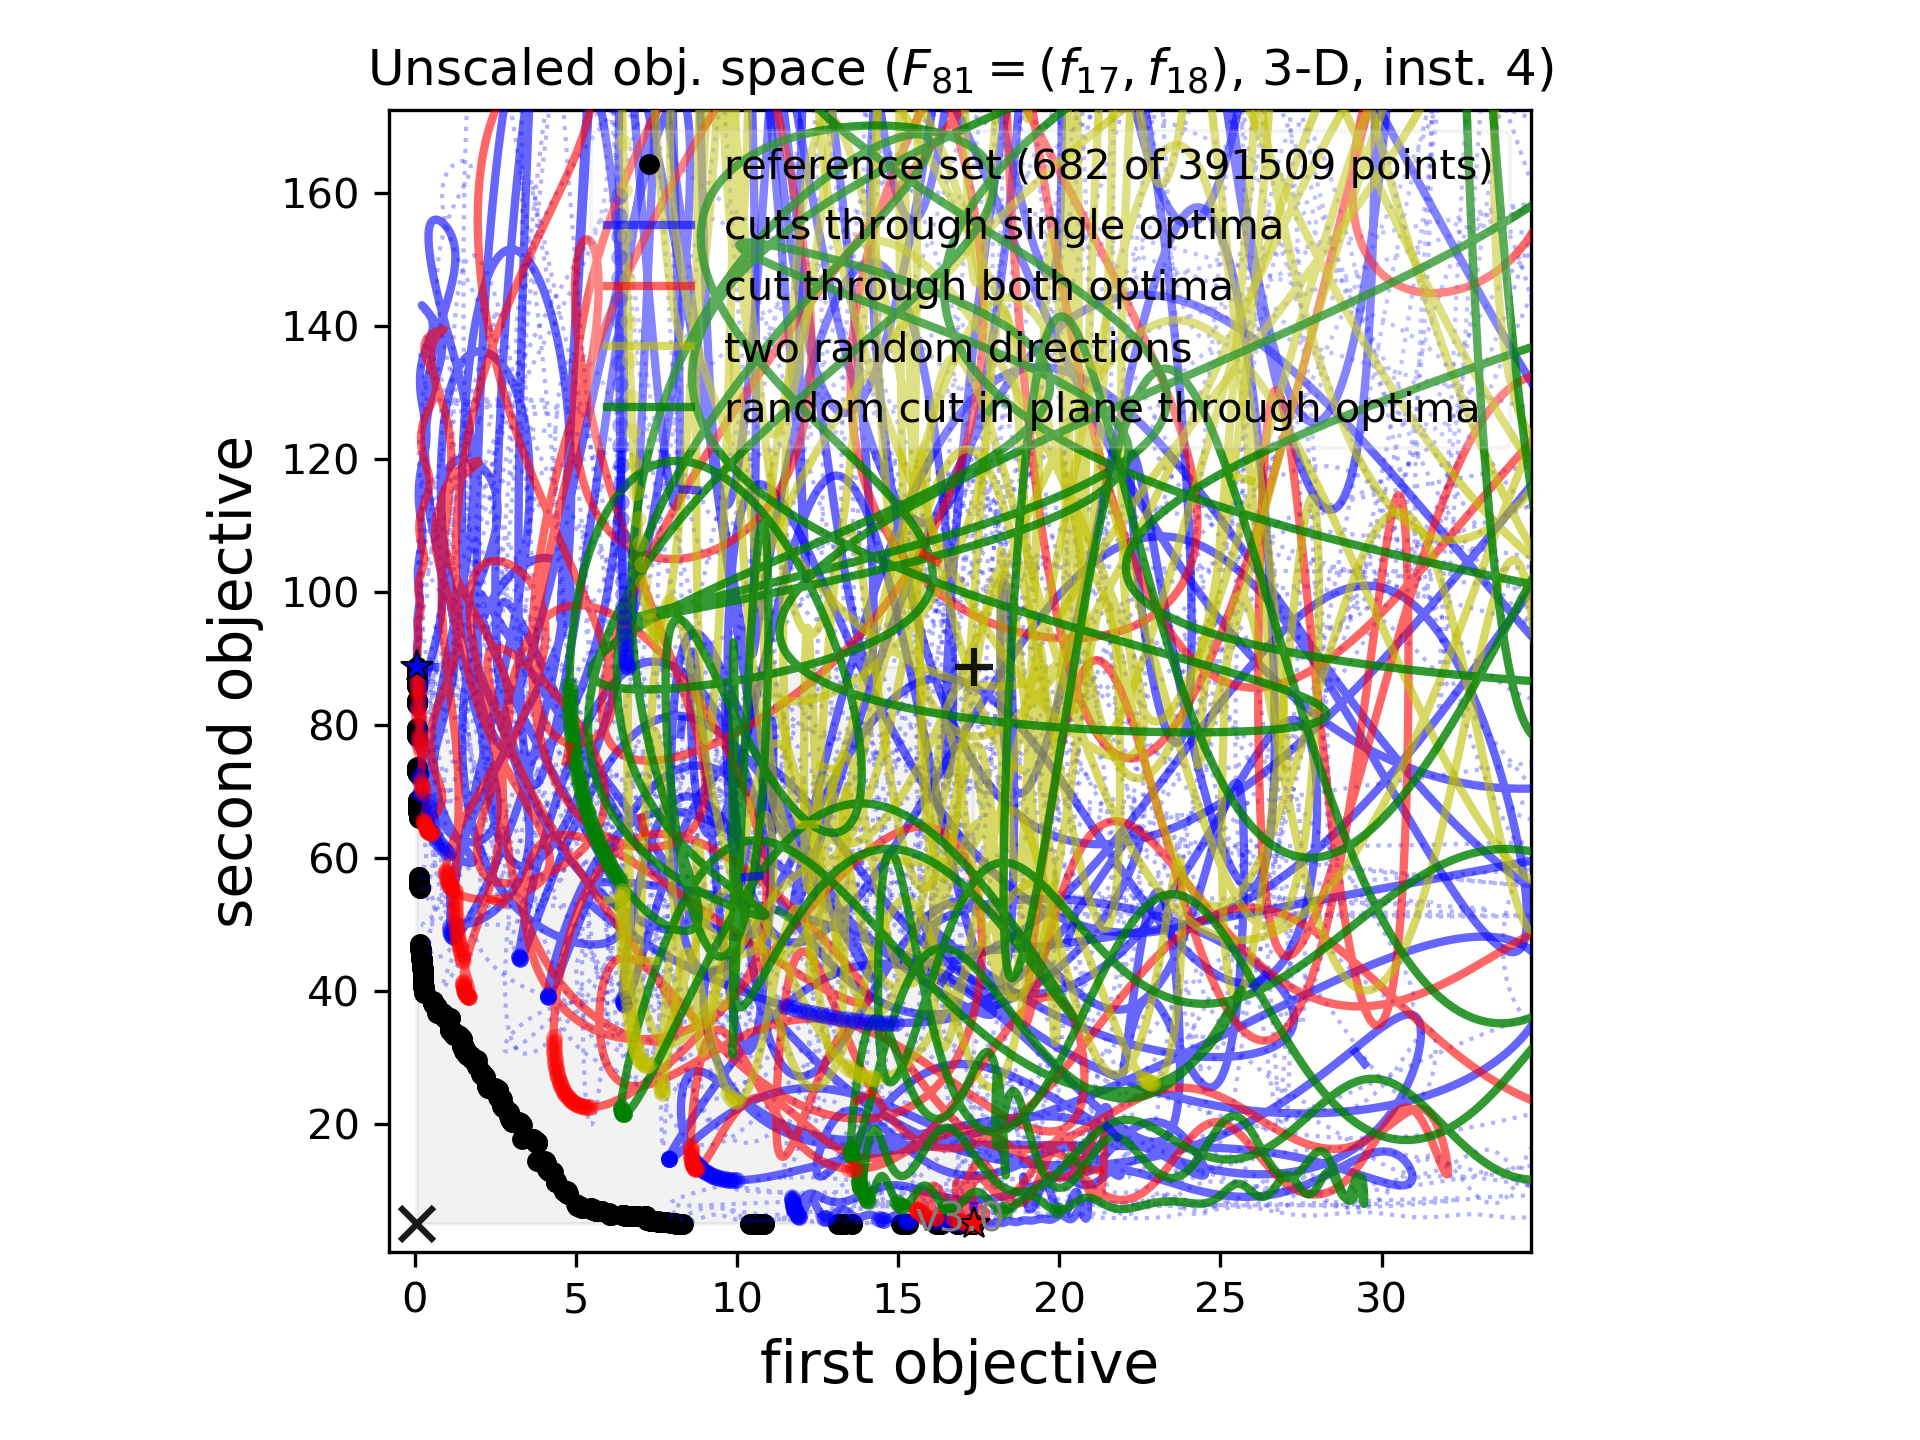 Unscaled obj. space (F81 = (f17, f18), 3-D, inst. 4)
reference set (682 of 391509 points)
cuts through single optima
cut through both optima
two random directions
random cut in plane through optima
second objective
160
140
120
100
80
60
40
20
0 5 10 15 20 25 30
first objective